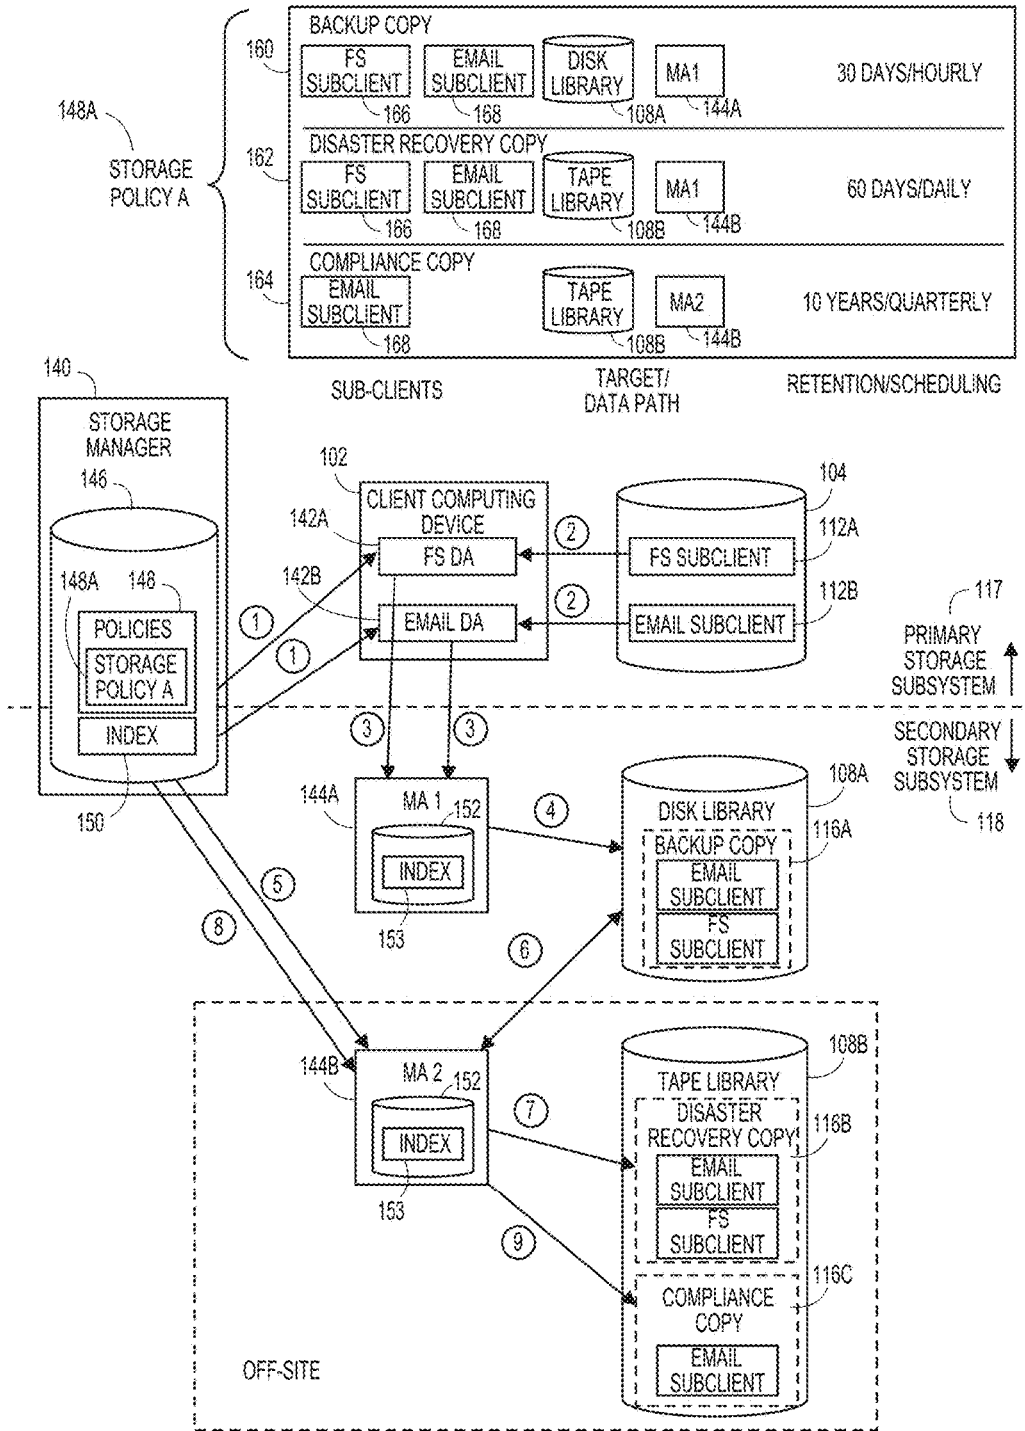 BACKUP COPY
160
FS
SUBCLIENT
166
EMAIL
SUBCLIENT
168
DISK
LIBRARY
108A
MA1
144A
30 DAYS/HOURLY
148A
STORAGE
POLICY A
DISASTER RECOVERY COPY
162
FS
SUBCLIENT
166
EMAIL
SUBCLIENT
168
TAPE
LIBRARY
108B
MA1
144B
60 DAYS/DAILY
COMPLIANCE COPY
164
EMAIL
SUBCLIENT
168
TAPE
LIBRARY
108B
MA2
144B
10 YEARS/QUARTERLY
SUB-CLIENTS
TARGET/
DATA PATH
RETENTION/SCHEDULING
140
STORAGE
MANAGER
146
148A
148
POLICIES
STORAGE
POLICY A
INDEX
150
102
CLIENT COMPUTING
DEVICE
142A
FS DA
142B
EMAIL DA
1
1
2
2
104
112A
FS SUBCLIENT
112B
EMAIL SUBCLIENT
117
PRIMARY
STORAGE
SUBSYSTEM
SECONDARY
STORAGE
SUBSYSTEM
118
3
3
144A
MA 1
152
INDEX
153
4
108A
DISK LIBRARY
116A
BACKUP COPY
EMAIL
SUBCLIENT
FS
SUBCLIENT
5
8
6
144B
MA 2
152
INDEX
153
7
9
108B
TAPE LIBRARY
DISASTER
RECOVERY COPY
116B
EMAIL
SUBCLIENT
FS
SUBCLIENT
116C
COMPLIANCE
COPY
EMAIL
SUBCLIENT
OFF-SITE